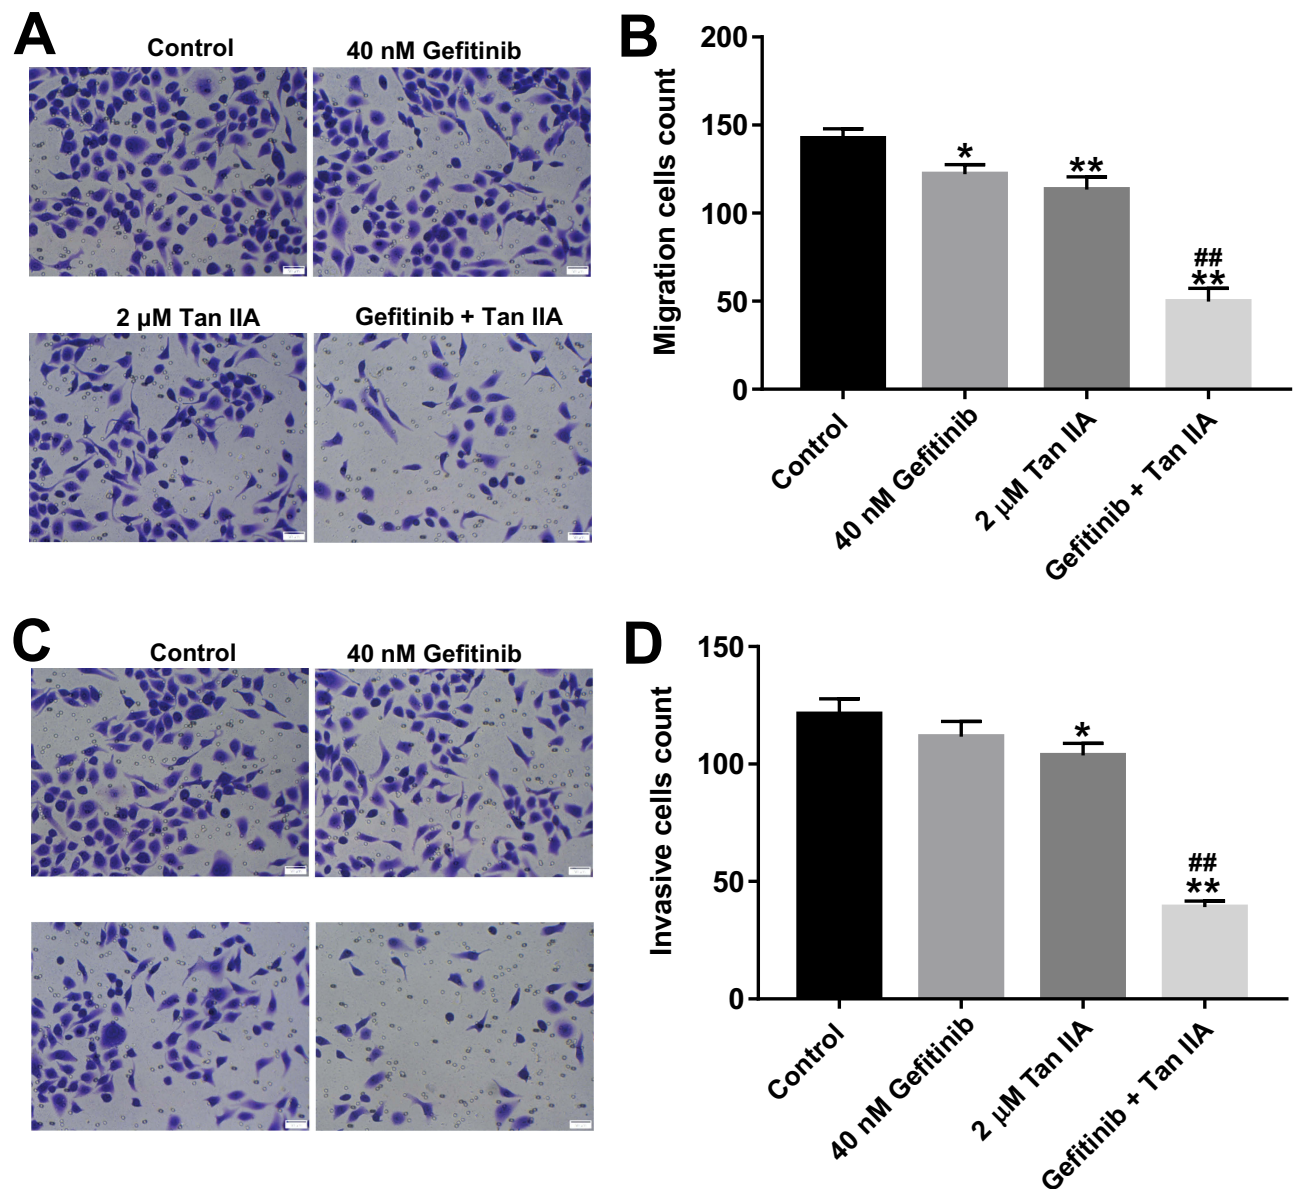 A
Control
40 nM Gefitinib
2 μM Tan IIA
Gefitinib + Tan IIA
B
Migration cells count
200
150
100
50
0
*
**
##
**
Control
40 nM Gefitinib
2 μM Tan IIA
Gefitinib + Tan IIA
C
Control
40 nM Gefitinib
D
Invasive cells count
150
100
50
0
*
##
**
Control
40 nM Gefitinib
2 μM Tan IIA
Gefitinib + Tan IIA